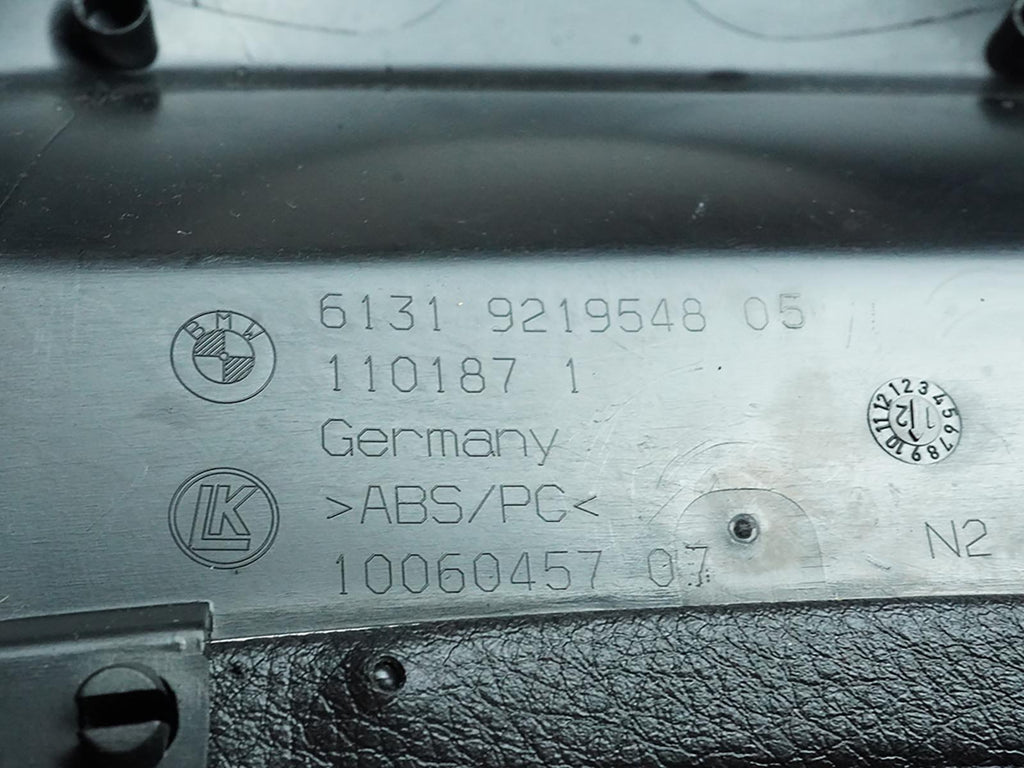 BMW
6131 9219548 05
110187 1
Germany
LK
>ABS/PC<
10060457 07
1 2 3 4 5 6 7 8 9 10 11 12
1 2
N2